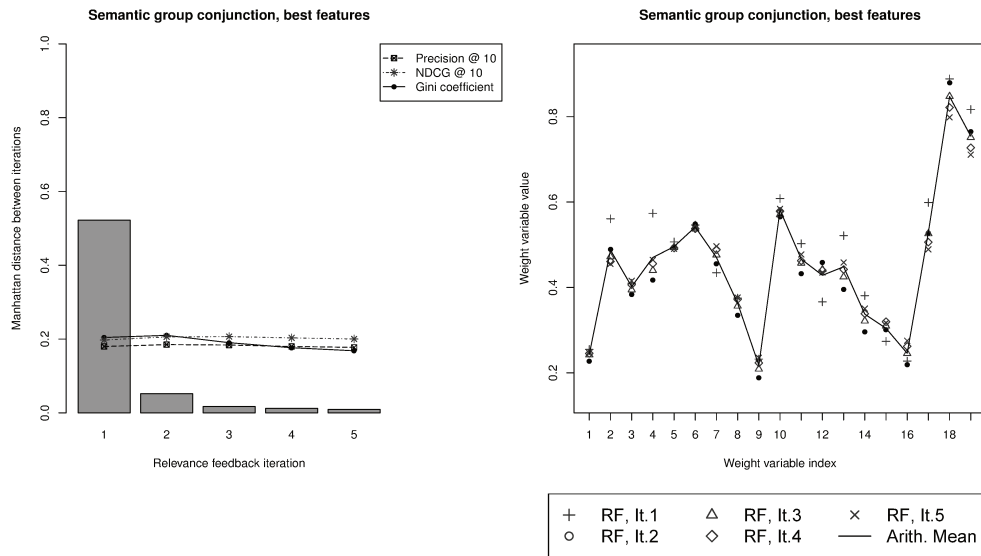 Semantic group conjunction, best features
Precision @ 10
NDCG @ 10
Gini coefficient
Manhattan distance between iterations
0.0 0.2 0.4 0.6 0.8 1.0
1 2 3 4 5
Relevance feedback iteration
Semantic group conjunction, best features
Weight variable value
0.2 0.4 0.6 0.8
1 2 3 4 5 6 7 8 9 10 12 14 16 18
Weight variable index
RF, It.1 RF, It.3 RF, It.5
RF, It.2 RF, It.4 Arith. Mean